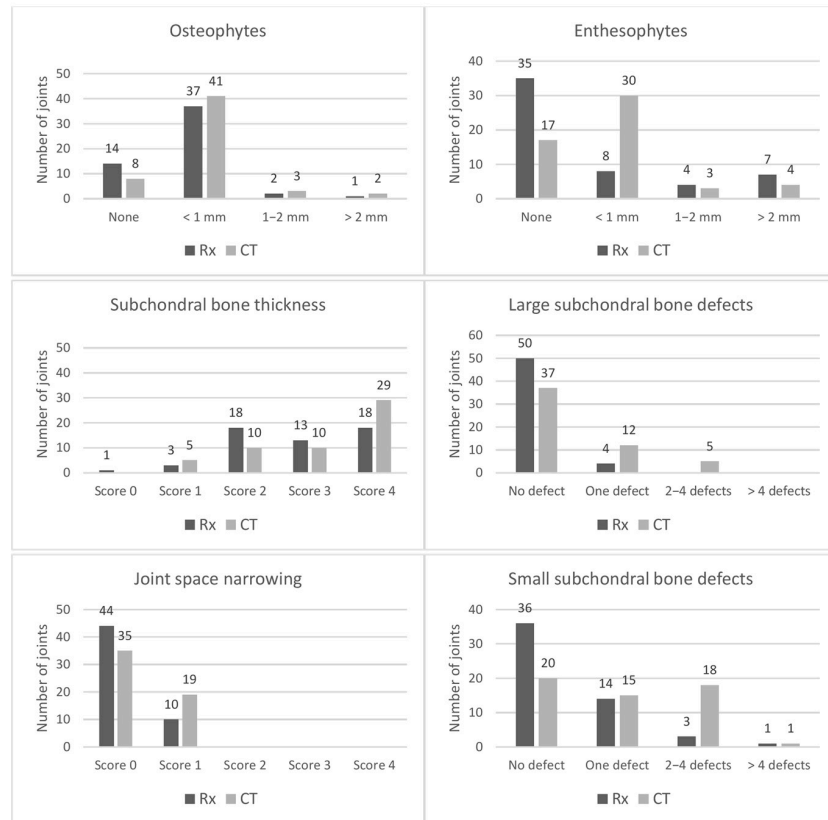 Osteophytes
Number of joints
50
40
30
20
10
0
14
8
37
41
2
3
1
2
None
< 1 mm
1–2 mm
> 2 mm
Rx
CT
Enthesophytes
Number of joints
40
30
20
10
0
35
17
8
30
4
3
7
4
None
< 1 mm
1–2 mm
> 2 mm
Rx
CT
Subchondral bone thickness
Number of joints
50
40
30
20
10
0
1
3
5
18
10
13
10
18
29
Score 0
Score 1
Score 2
Score 3
Score 4
Rx
CT
Large subchondral bone defects
Number of joints
60
50
40
30
20
10
0
50
37
4
12
5
No defect
One defect
2–4 defects
> 4 defects
Rx
CT
Joint space narrowing
Number of joints
50
40
30
20
10
0
44
35
10
19
Score 0
Score 1
Score 2
Score 3
Score 4
Rx
CT
Small subchondral bone defects
Number of joints
40
30
20
10
0
36
20
14
15
3
18
1
1
No defect
One defect
2–4 defects
> 4 defects
Rx
CT